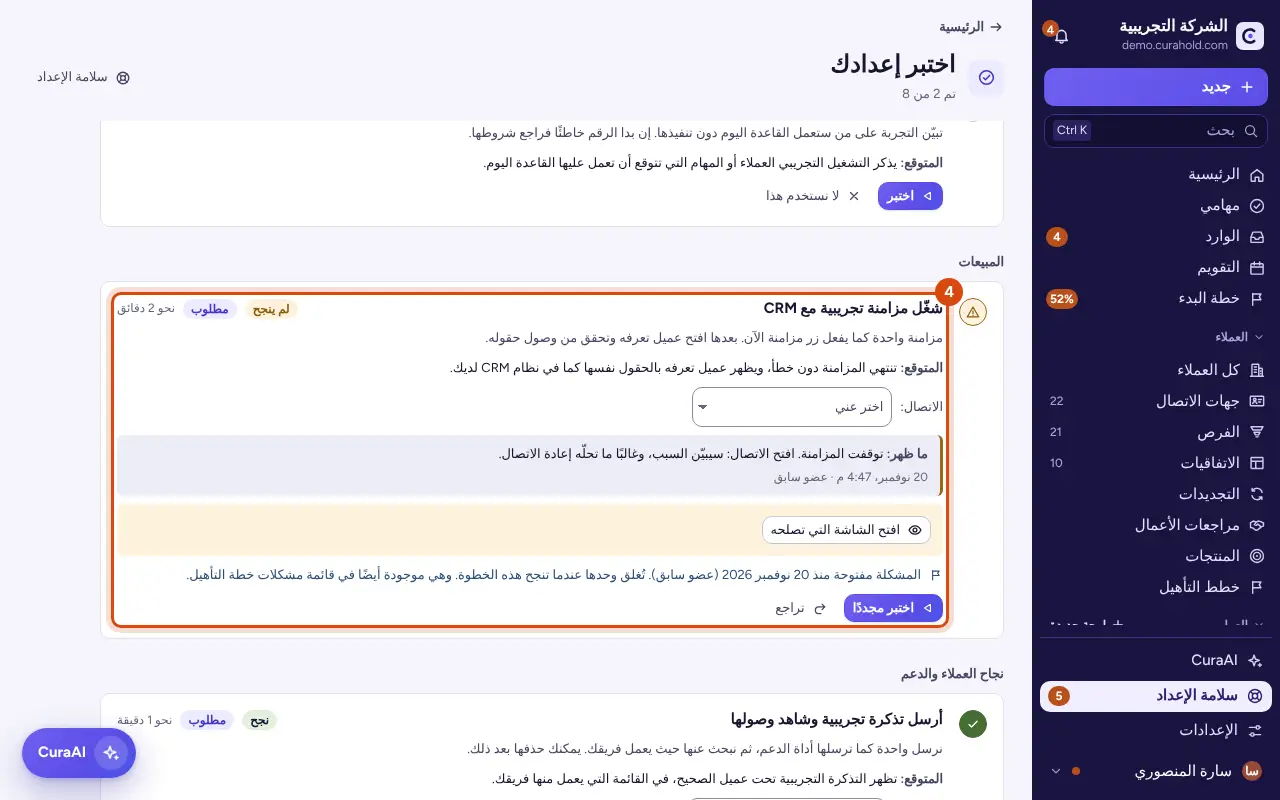 الشركة التجريبية
demo.curahold.com
4
جديد
بحث
Ctrl K
الرئيسية
مهامي
الوارد
4
التقويم
خطة البدء
52%
العملاء
كل العملاء
جهات الاتصال
22
الفرص
21
الاتفاقيات
10
التجديدات
مراجعات الأعمال
المنتجات
خطط التأهيل
CuraAI
سلامة الإعداد
5
الإعدادات
سارة المنصوري
سا
الرئيسية
اختبر إعدادك
تم 2 من 8
سلامة الإعداد
تبيّن التجربة على من ستعمل القاعدة اليوم دون تنفيذها. إن بدا الرقم خاطئًا فراجع شروطها.
المتوقع: يذكر التشغيل التجريبي العملاء أو المهام التي تتوقع أن تعمل عليها القاعدة اليوم.
اختبر
لا نستخدم هذا
المبيعات
4
شغّل مزامنة تجريبية مع CRM
لم ينجح
مطلوب
نحو 2 دقائق
مزامنة واحدة كما يفعل زر مزامنة الآن. بعدها افتح عميل تعرفه وتحقق من وصول حقوله.
المتوقع: تنتهي المزامنة دون خطأ، ويظهر عميل تعرفه بالحقول نفسها كما في نظام CRM لديك.
الاتصال:
اختر عني
ما ظهر: توقفت المزامنة. افتح الاتصال: سيبيّن السبب، وغالبًا ما تحلّه إعادة الاتصال.
20 نوفمبر، 4:47 م · عضو سابق
افتح الشاشة التي تصلحه
المشكلة مفتوحة منذ 20 نوفمبر 2026 (عضو سابق). تُغلق وحدها عندما تنجح هذه الخطوة. وهي موجودة أيضًا في قائمة مشكلات خطة التأهيل.
اختبر مجددًا
تراجع
نجاح العملاء والدعم
أرسل تذكرة تجريبية وشاهد وصولها
نجح
مطلوب
نحو 1 دقيقة
نرسل واحدة كما ترسلها أداة الدعم، ثم نبحث عنها حيث يعمل فريقك. يمكنك حذفها بعد ذلك.
المتوقع: تظهر التذكرة التجريبية تحت عميل الصحيح، في القائمة التي يعمل منها فريقك.
CuraAI